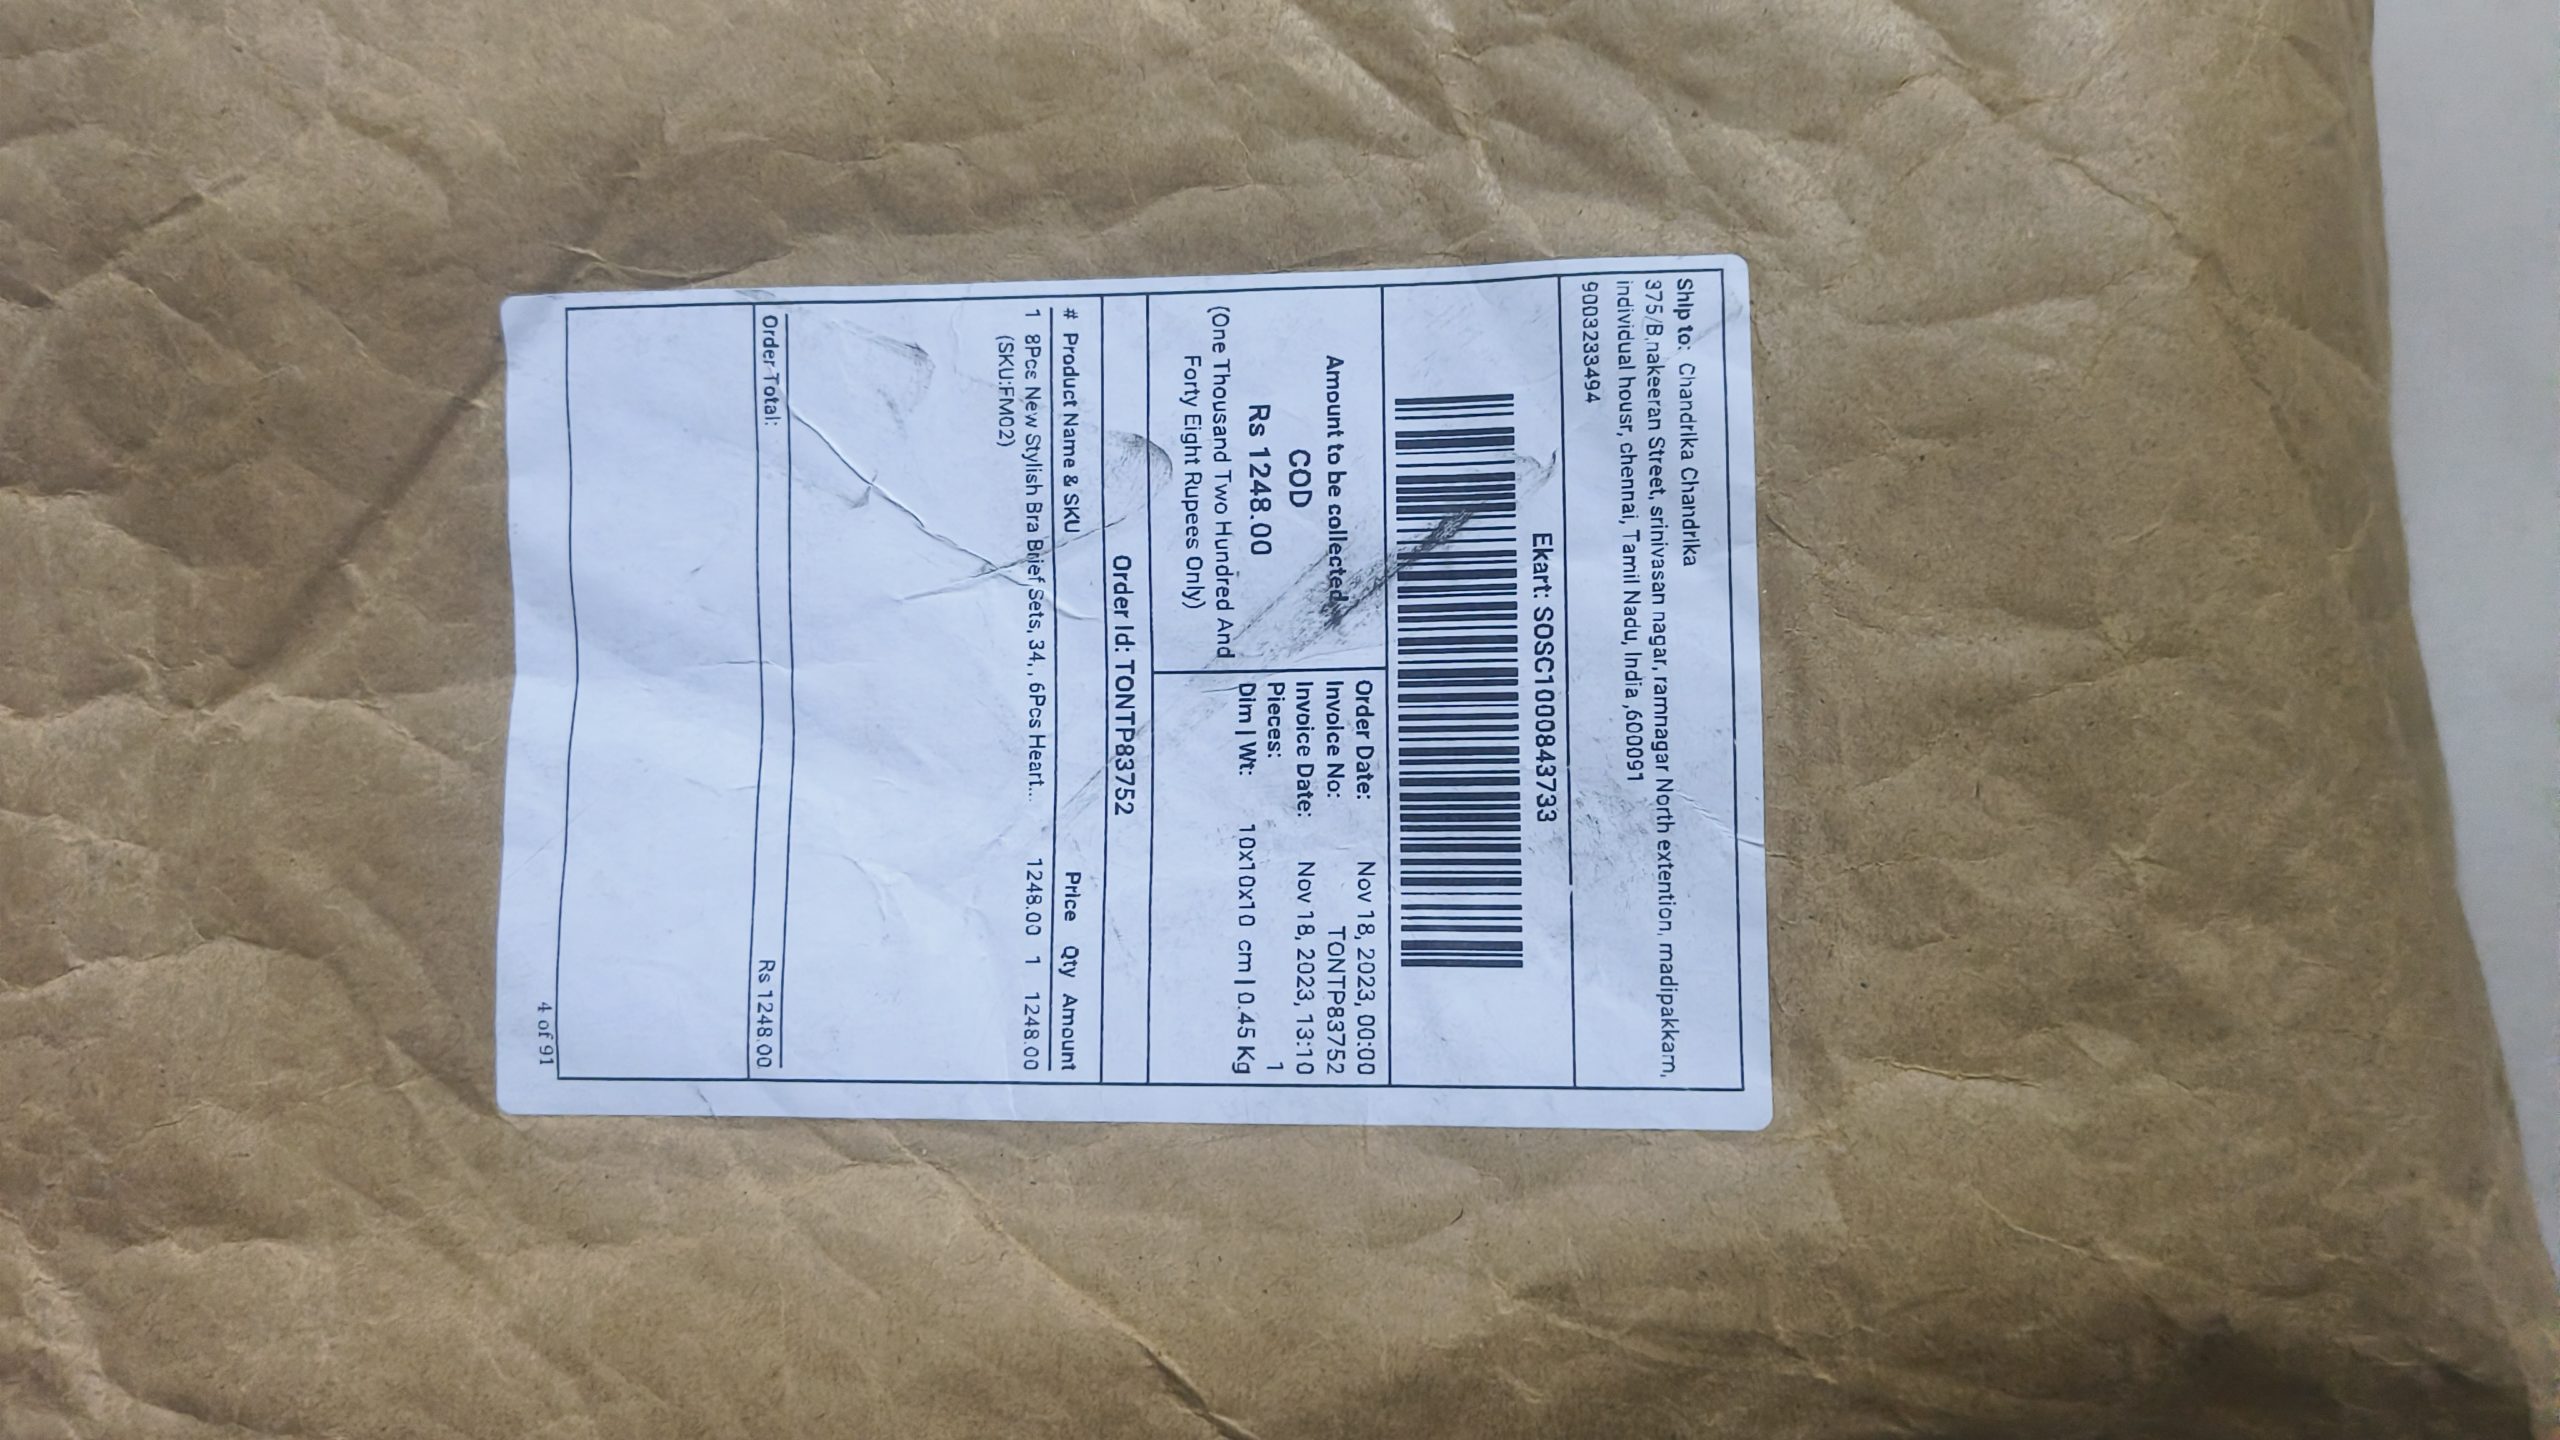 Ship to: Chandrika Chandrika
375/B,nakeeran Street, srinivasan nagar, ramnagar North extention, madipakkam,
individual housr, chennai, Tamil Nadu, India ,600091
9003233494
Ekart: SOSC1000843733
Amount to be collected
COD
Rs 1248.00
(One Thousand Two Hundred And
Forty Eight Rupees Only)
Order Date: Nov 18, 2023, 00:00
Invoice No: TONTP83752
Invoice Date: Nov 18, 2023, 13:10
Pieces: 1
Dim | Wt: 10x10x10 cm | 0.45 Kg
Order Id: TONTP83752
# Product Name & SKU Price Qty Amount
1 8Pcs New Stylish Bra Brief Sets, 34, , 6Pcs Heart... 1248.00 1 1248.00
(SKU:FM02)
Order Total: Rs 1248.00
4 of 91